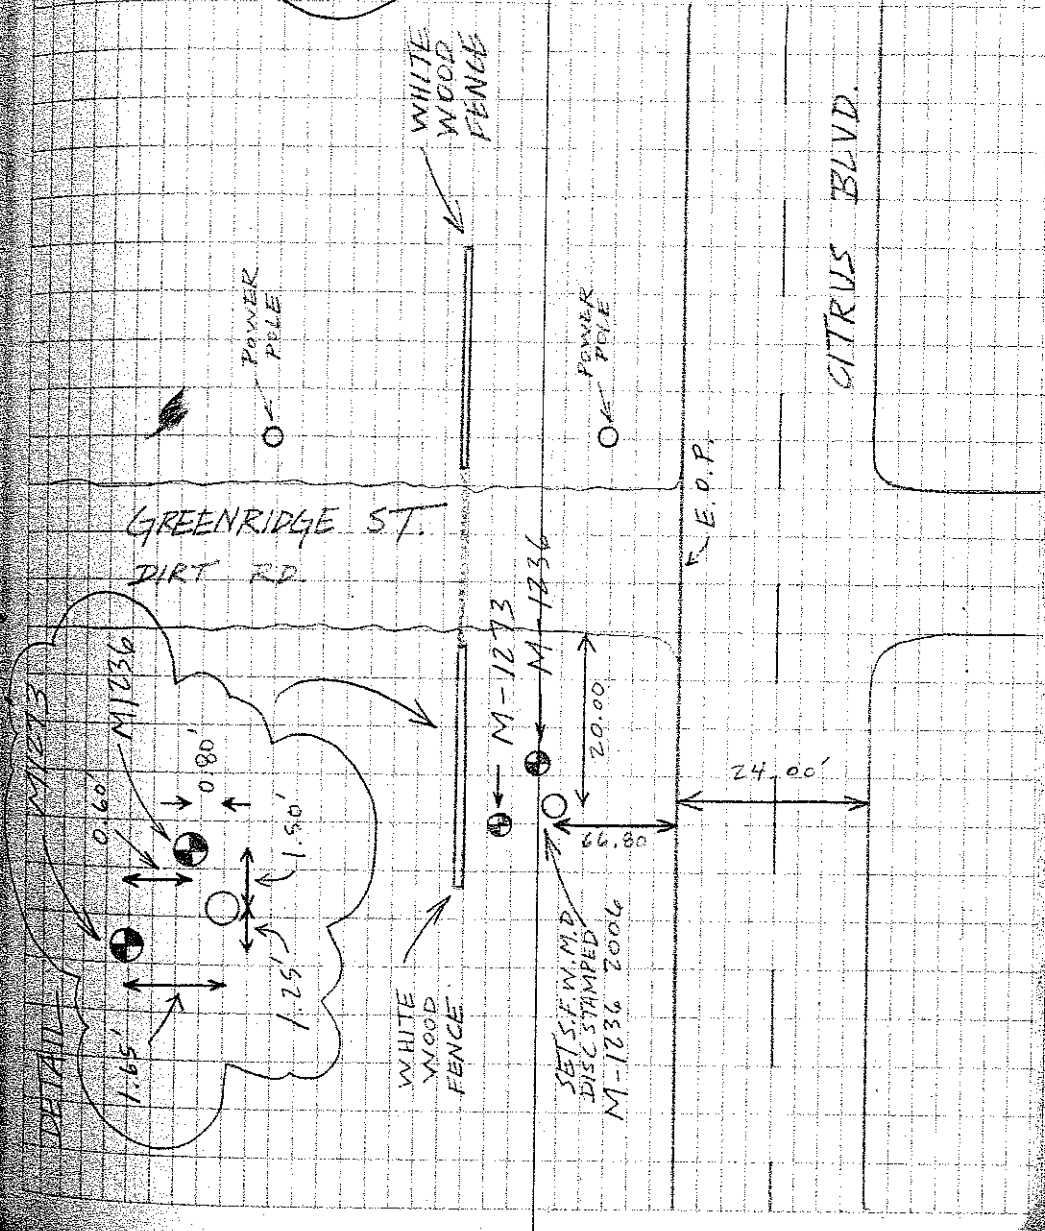 WHITE
WOOD
FENCE
CITRUS BLVD.
POWER
POLE
POWER
POLE
E.O.P.
GREENRIDGE ST.
DIRT RD.
M-1273
M-1236
20.00
24.00'
66.80
SET S.F.W.M.D.
DISC STAMPED
M-1236 2006
WHITE
WOOD
FENCE
DETAIL
M1273
M1236
0.60'
0.80'
1.50'
1.25'
1.65'